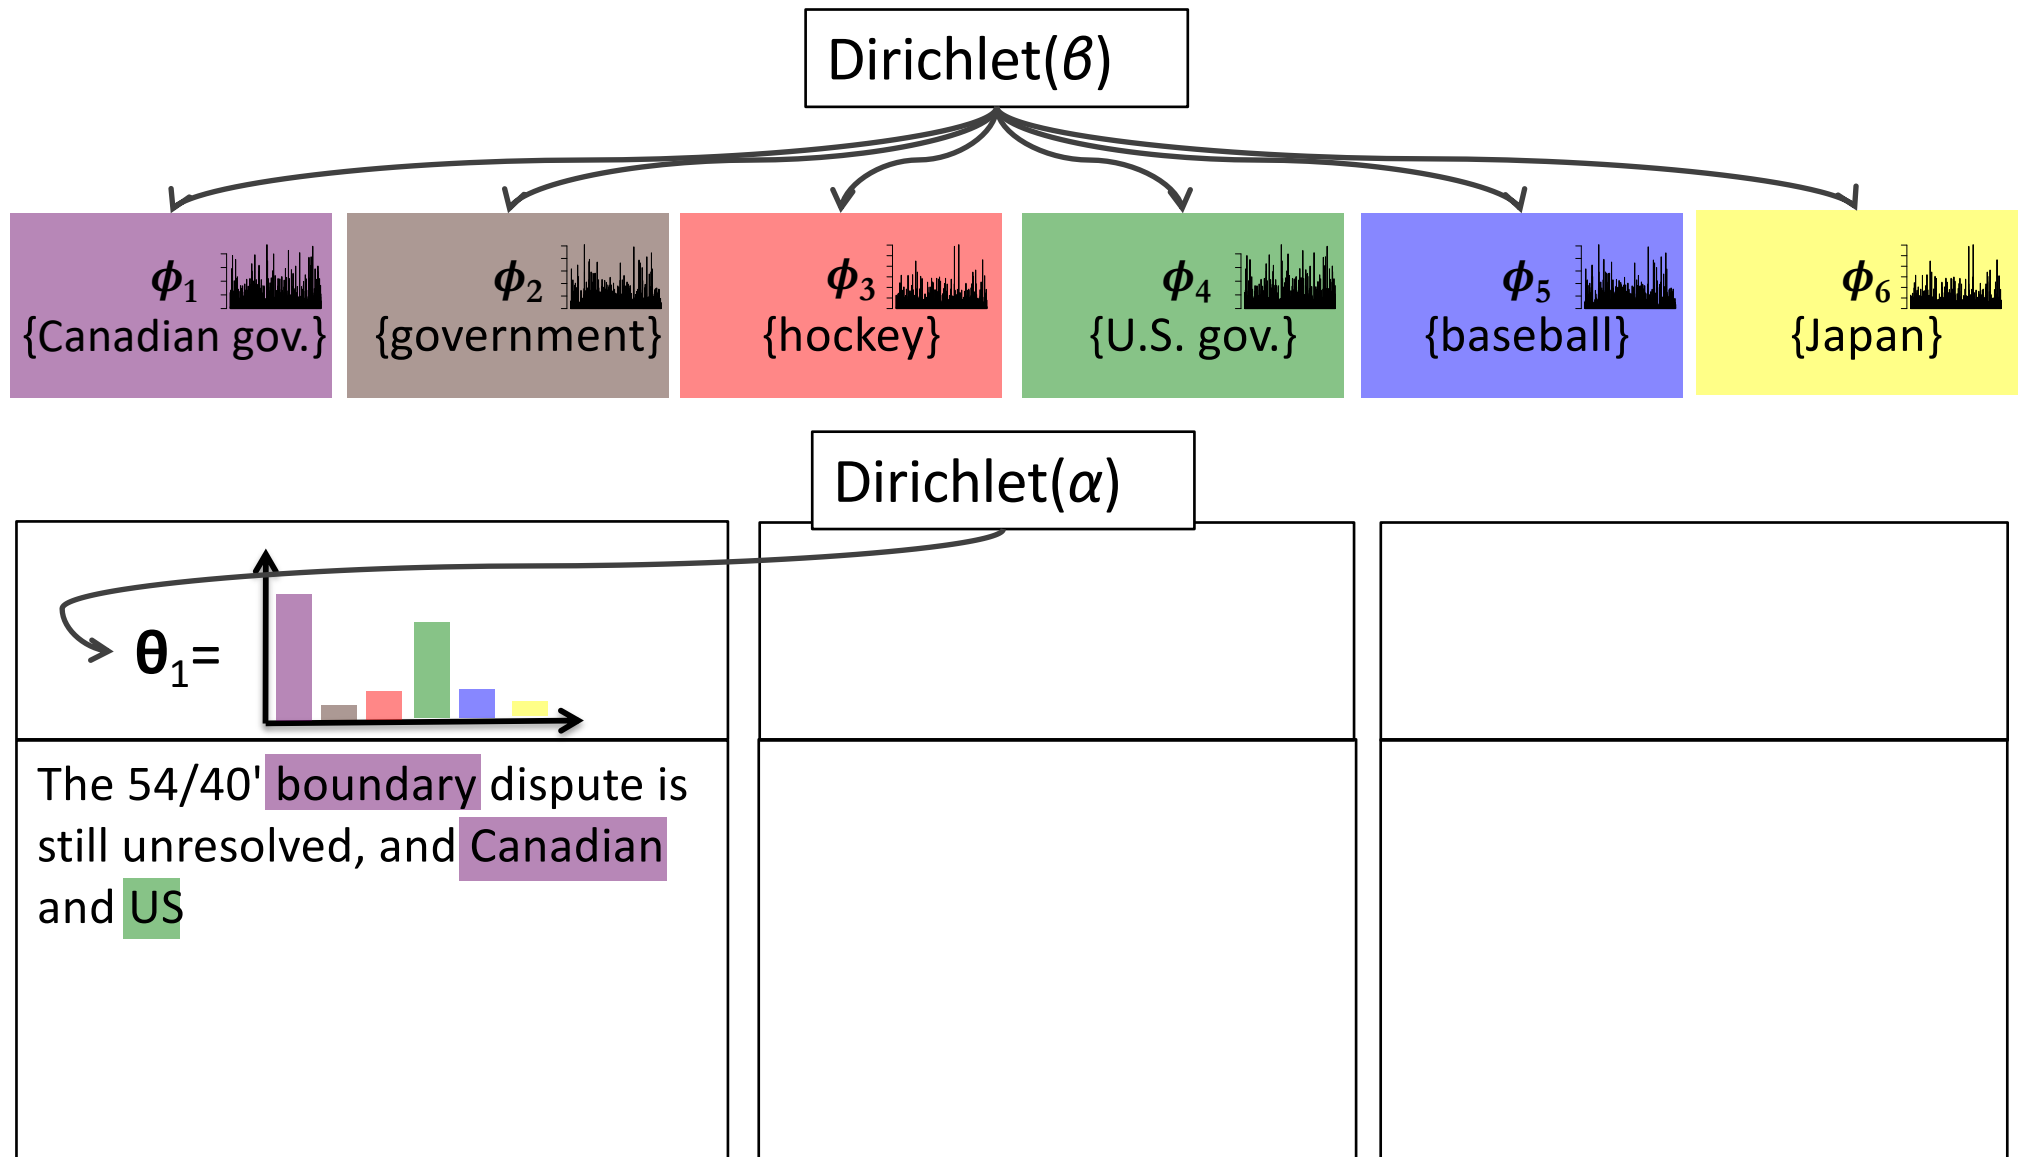 Dirichlet(β)
ϕ1
{Canadian gov.}
ϕ2
{government}
ϕ3
{hockey}
ϕ4
{U.S. gov.}
ϕ5
{baseball}
ϕ6
{Japan}
Dirichlet(α)
θ1=
The 54/40' boundary dispute is
still unresolved, and Canadian
and US